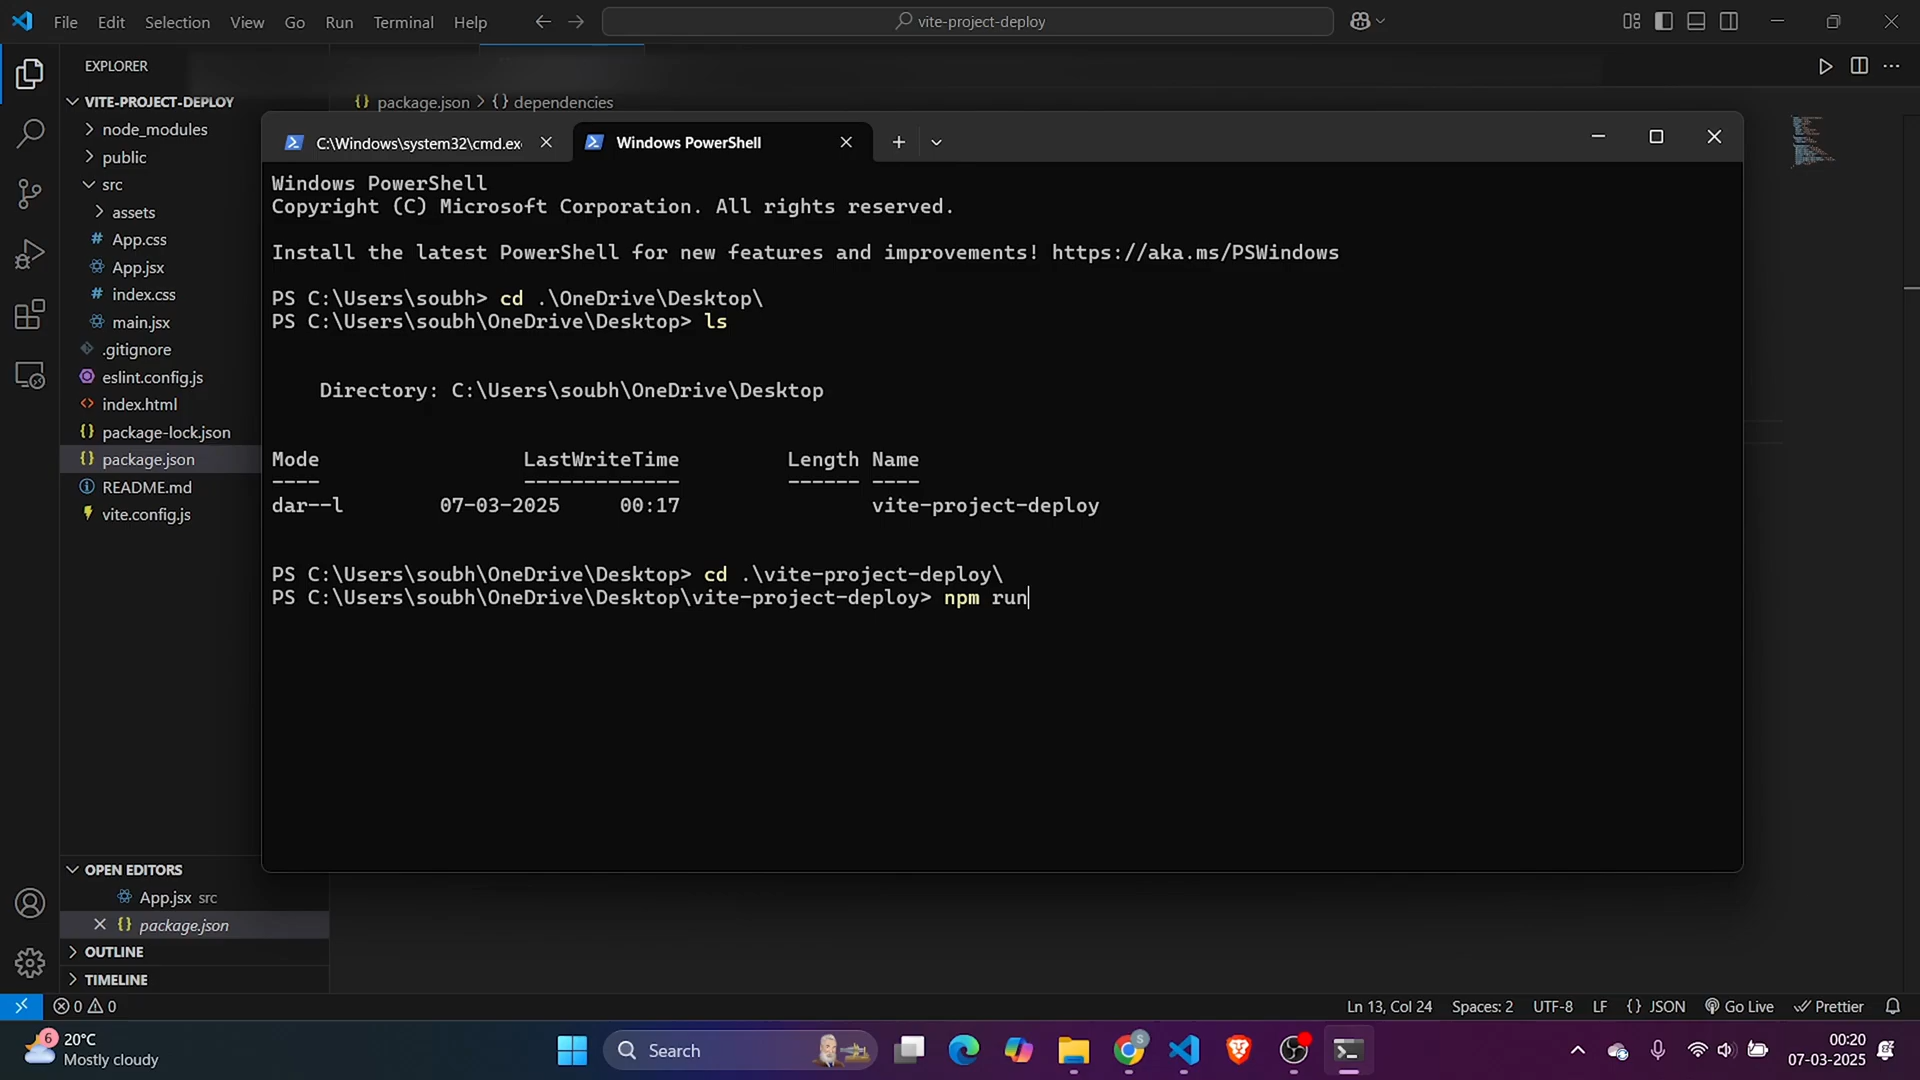 File Edit Selection View Go Run Terminal Help
vite-project-deploy
EXPLORER
VITE-PROJECT-DEPLOY
node_modules
public
src
assets
App.css
App.jsx
index.css
main.jsx
.gitignore
eslint.config.js
index.html
package-lock.json
package.json
README.md
vite.config.js
OPEN EDITORS
App.jsx src
package.json
OUTLINE
TIMELINE
{} package.json > {} dependencies
C:\Windows\system32\cmd.ex
Windows PowerShell
Windows PowerShell
Copyright (C) Microsoft Corporation. All rights reserved.
Install the latest PowerShell for new features and improvements! https://aka.ms/PSWindows
PS C:\Users\soubh> cd .\OneDrive\Desktop\
PS C:\Users\soubh\OneDrive\Desktop> ls
Directory: C:\Users\soubh\OneDrive\Desktop
Mode LastWriteTime Length Name
---- ------------- ------ ----
dar--l 07-03-2025 00:17 vite-project-deploy
PS C:\Users\soubh\OneDrive\Desktop> cd .\vite-project-deploy\
PS C:\Users\soubh\OneDrive\Desktop\vite-project-deploy> npm run
0 0
Ln 13, Col 24 Spaces: 2 UTF-8 LF {} JSON Go Live Prettier
6
20°C
Mostly cloudy
Search
S
00:20
07-03-2025